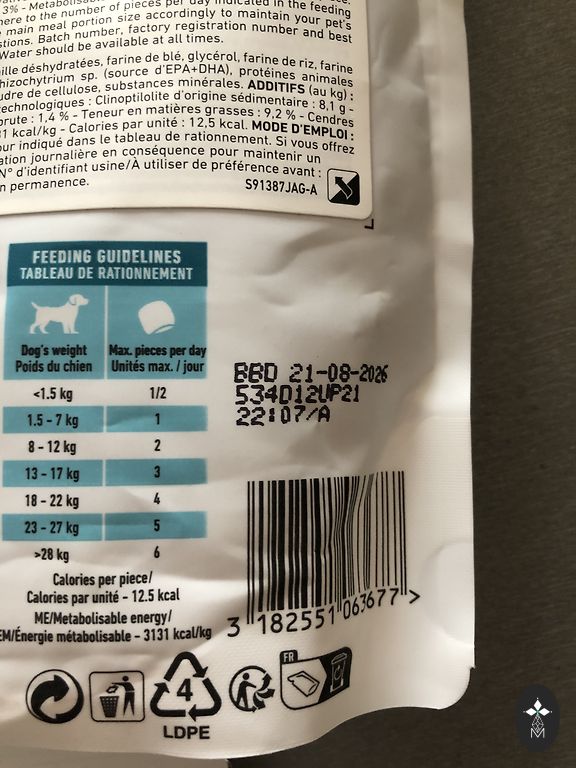 3% - Metabolisable
here to the number of pieces per day indicated in the feeding
main meal portion size accordingly to maintain your pet's
stions. Batch number, factory registration number and best
Water should be available at all times.
ille déshydratées, farine de blé, glycérol, farine de riz, farine
hizochytrium sp. (source d'EPA+DHA), protéines animales
udre de cellulose, substances minérales. ADDITIFS (au kg) :
technologiques : Clinoptilolite d'origine sédimentaire : 8,1 g -
brute : 1,4 % - Teneur en matières grasses : 9,2 % - Cendres
31 kcal/kg - Calories par unité : 12,5 kcal. MODE D'EMPLOI :
our indiqué dans le tableau de rationnement. Si vous offrez
ation journalière en conséquence pour maintenir un
N° d'identifiant usine/À utiliser de préférence avant :
n permanence.
S91387JAG-A
FEEDING GUIDELINES
TABLEAU DE RATIONNEMENT
Dog's weight Max. pieces per day
Poids du chien Unités max. / jour
<1.5 kg 1/2
1.5 - 7 kg 1
8 - 12 kg 2
13 - 17 kg 3
18 - 22 kg 4
23 - 27 kg 5
>28 kg 6
Calories per piece/
Calories par unité - 12.5 kcal
ME/Metabolisable energy/
EM/Énergie métabolisable - 3131 kcal/kg
BBD 21-08-2026
534D12UP21
22:07/A
3 182551 063677 >
FR
4
LDPE
M